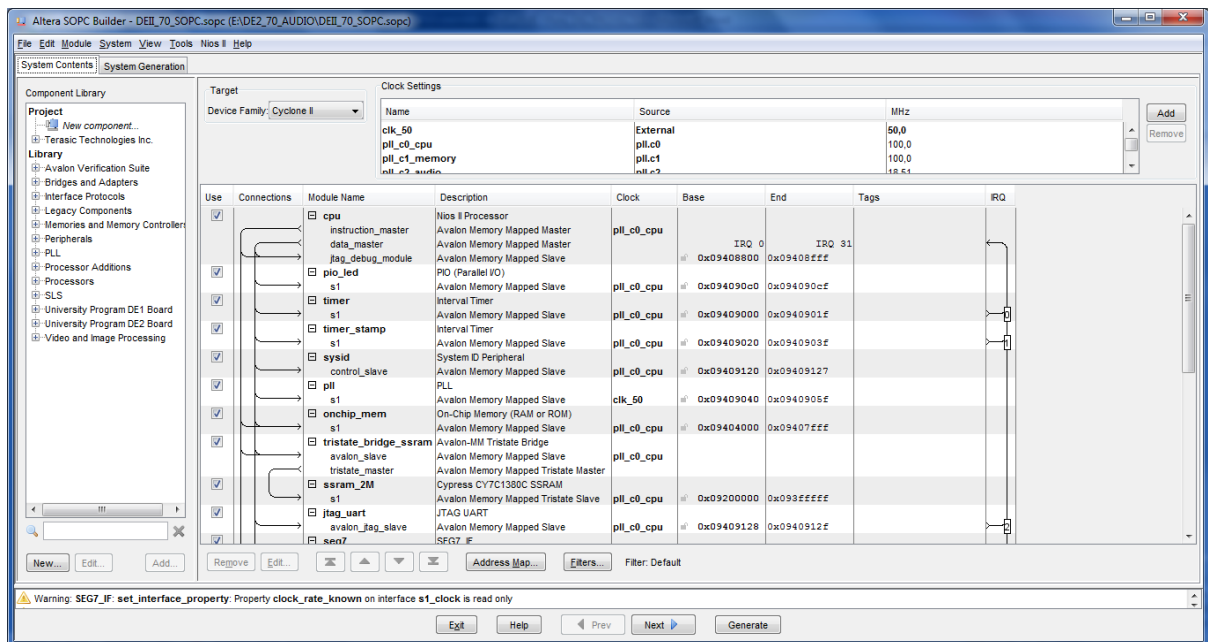 Altera SOPC Builder - DEII_70_SOPC.sopc (E:\DE2_70_AUDIO\DEII_70_SOPC.sopc)
File Edit Module System View Tools Nios II Help
System Contents System Generation
Component Library
Project
New component...
Terasic Technologies Inc.
Library
Avalon Verification Suite
Bridges and Adapters
Interface Protocols
Legacy Components
Memories and Memory Controllers
Peripherals
PLL
Processor Additions
Processors
SLS
University Program DE1 Board
University Program DE2 Board
Video and Image Processing
New... Edit... Add...
Target
Device Family: Cyclone II
Clock Settings
Name Source MHz
clk_50 External 50,0
pll_c0_cpu pll.c0 100,0
pll_c1_memory pll.c1 100,0
pll_c2_audio pll.c2 18,51
Add
Remove
Use Connections Module Name Description Clock Base End Tags IRQ
cpu Nios II Processor
instruction_master Avalon Memory Mapped Master pll_c0_cpu
data_master Avalon Memory Mapped Master IRQ 0 IRQ 31
jtag_debug_module Avalon Memory Mapped Slave 0x09408800 0x09408fff
pio_led PIO (Parallel I/O)
s1 Avalon Memory Mapped Slave pll_c0_cpu 0x094090c0 0x094090cf
timer Interval Timer
s1 Avalon Memory Mapped Slave pll_c0_cpu 0x09409000 0x0940901f 0
timer_stamp Interval Timer
s1 Avalon Memory Mapped Slave pll_c0_cpu 0x09409020 0x0940903f 1
sysid System ID Peripheral
control_slave Avalon Memory Mapped Slave pll_c0_cpu 0x09409120 0x09409127
pll PLL
s1 Avalon Memory Mapped Slave clk_50 0x09409040 0x0940905f
onchip_mem On-Chip Memory (RAM or ROM)
s1 Avalon Memory Mapped Slave pll_c0_cpu 0x09404000 0x09407fff
tristate_bridge_ssram Avalon-MM Tristate Bridge
avalon_slave Avalon Memory Mapped Slave pll_c0_cpu
tristate_master Avalon Memory Mapped Tristate Master
ssram_2M Cypress CY7C1380C SSRAM
s1 Avalon Memory Mapped Tristate Slave pll_c0_cpu 0x09200000 0x093fffff
jtag_uart JTAG UART
avalon_jtag_slave Avalon Memory Mapped Slave pll_c0_cpu 0x09409128 0x0940912f 2
seg7 SEG7_IF
Remove Edit... Address Map... Filters... Filter: Default
Warning: SEG7_IF: set_interface_property: Property clock_rate_known on interface s1_clock is read only
Exit Help Prev Next Generate